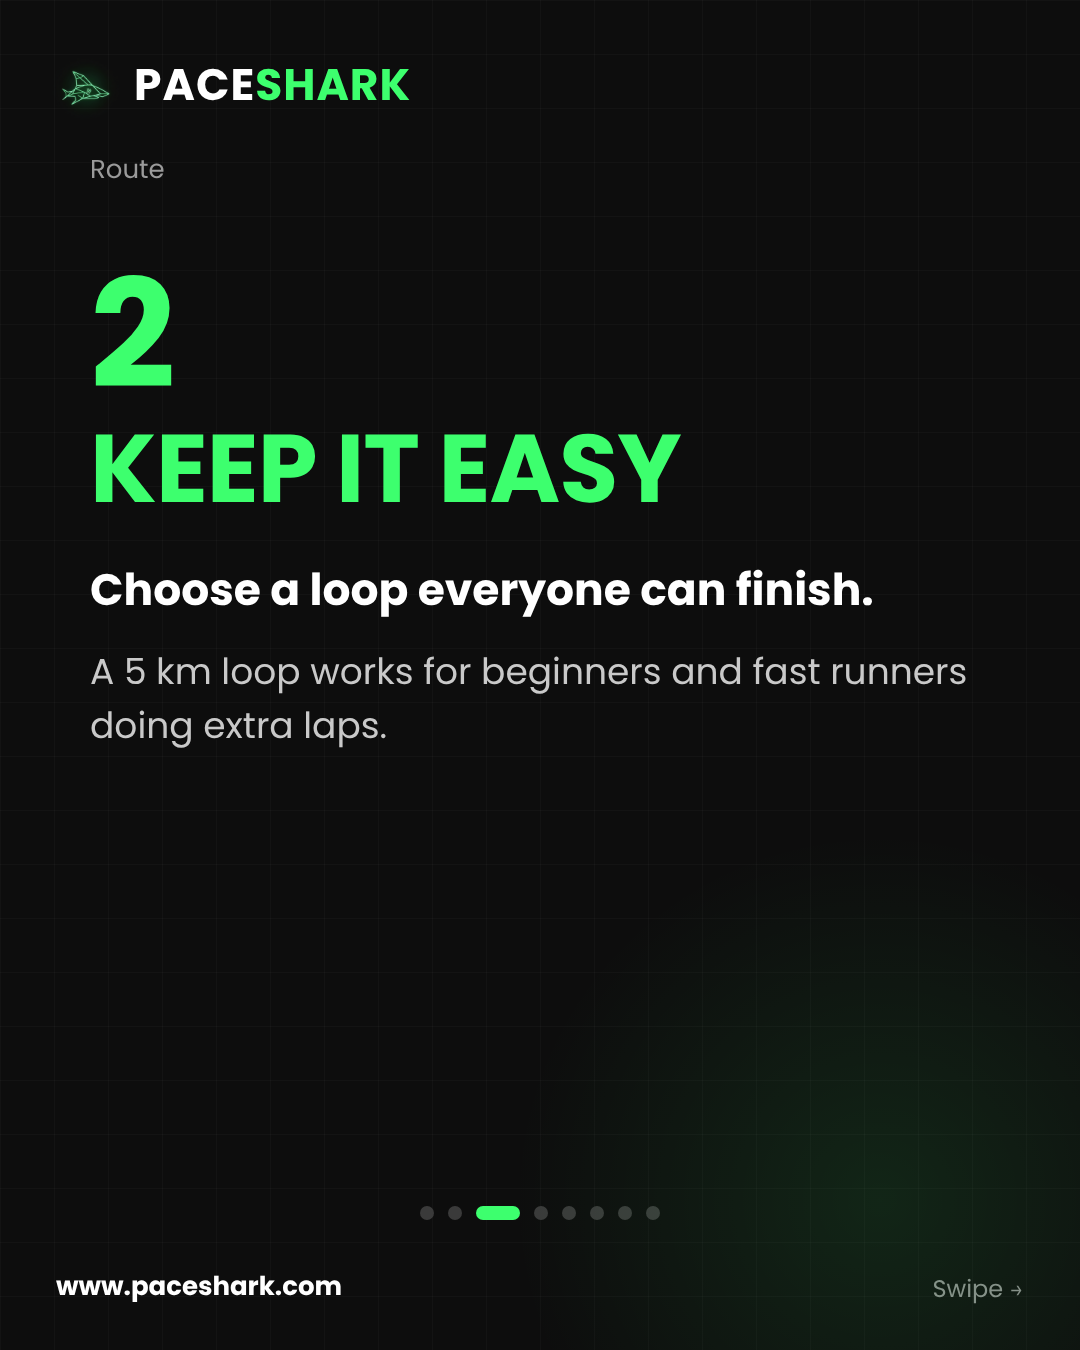 PACESHARK
Route
2
KEEP IT EASY
Choose a loop everyone can finish.
A 5 km loop works for beginners and fast runners
doing extra laps.
www.paceshark.com
Swipe →